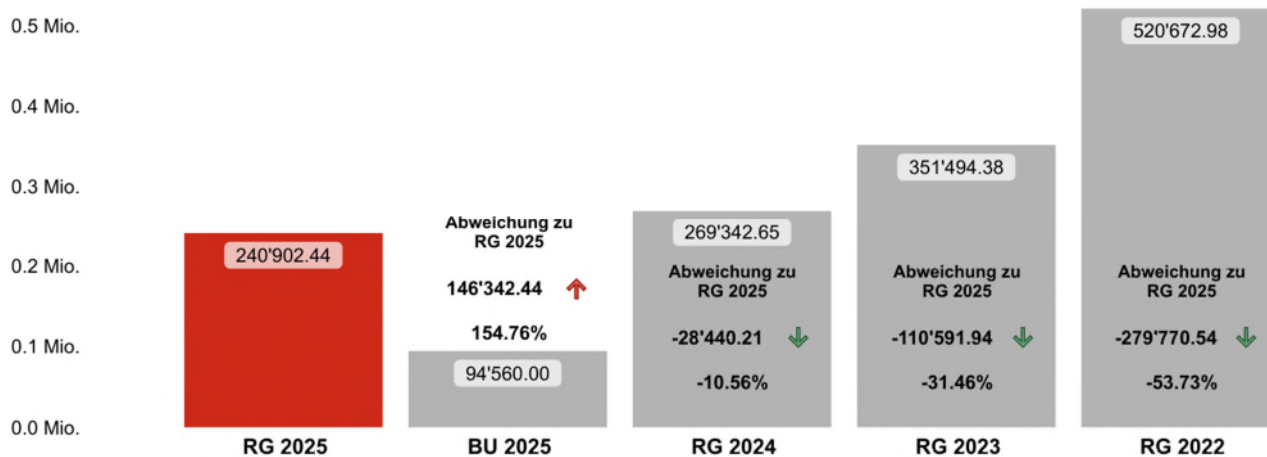 0.5 Mio.
0.4 Mio.
0.3 Mio.
0.2 Mio.
0.1 Mio.
0.0 Mio.
240'902.44
RG 2025
Abweichung zu
RG 2025
146'342.44
154.76%
94'560.00
BU 2025
269'342.65
Abweichung zu
RG 2025
-28'440.21
-10.56%
RG 2024
351'494.38
Abweichung zu
RG 2025
-110'591.94
-31.46%
RG 2023
520'672.98
Abweichung zu
RG 2025
-279'770.54
-53.73%
RG 2022